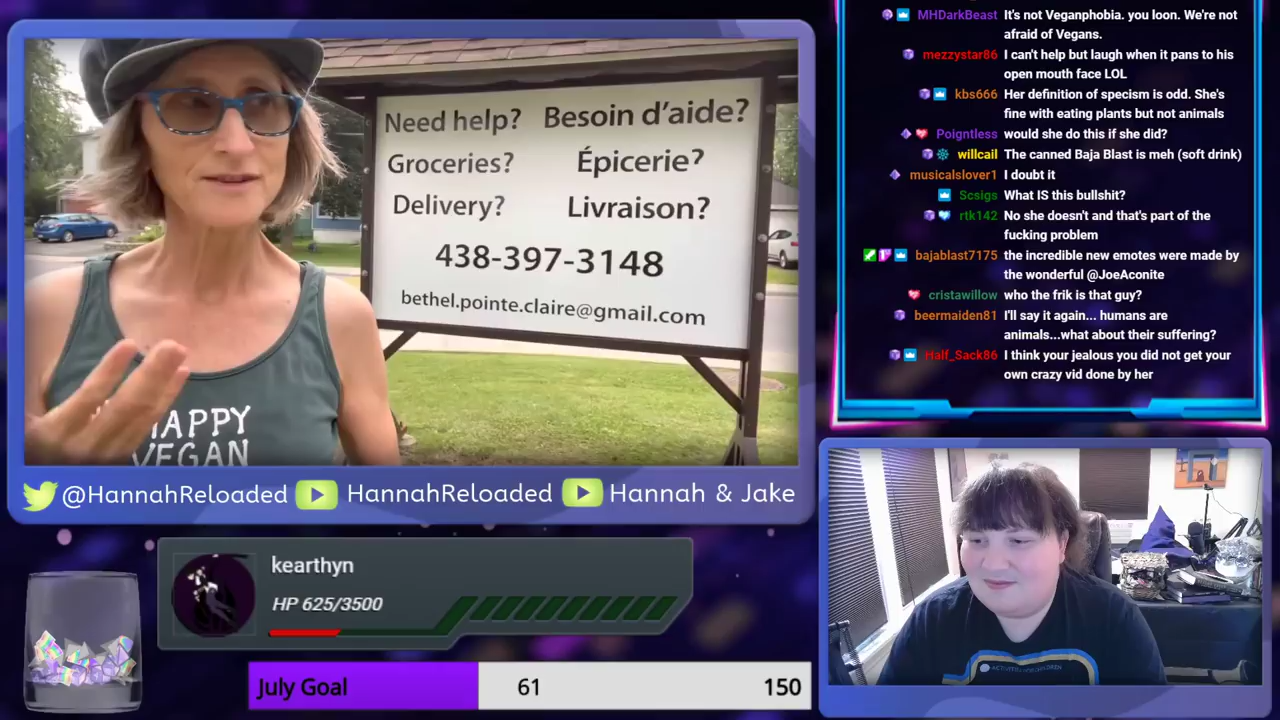 Need help? Besoin d'aide?
Groceries? Épicerie?
Delivery? Livraison?
438-397-3148
bethel.pointe.claire@gmail.com
HAPPY
VEGAN
@HannahReloaded HannahReloaded Hannah & Jake
kearthyn
HP 625/3500
July Goal 61 150
MHDarkBeast It's not Veganphobia. you loon. We're not
afraid of Vegans.
mezzystar86 I can't help but laugh when it pans to his
open mouth face LOL
kbs666 Her definition of specism is odd. She's
fine with eating plants but not animals
Poigntless would she do this if she did?
willcail The canned Baja Blast is meh (soft drink)
musicalslover1 I doubt it
Scsigs What IS this bullshit?
rtk142 No she doesn't and that's part of the
fucking problem
bajablast7175 the incredible new emotes were made by
the wonderful @JoeAconite
cristawillow who the frik is that guy?
beermaiden81 I'll say it again... humans are
animals...what about their suffering?
Half_Sack86 I think your jealous you did not get your
own crazy vid done by her